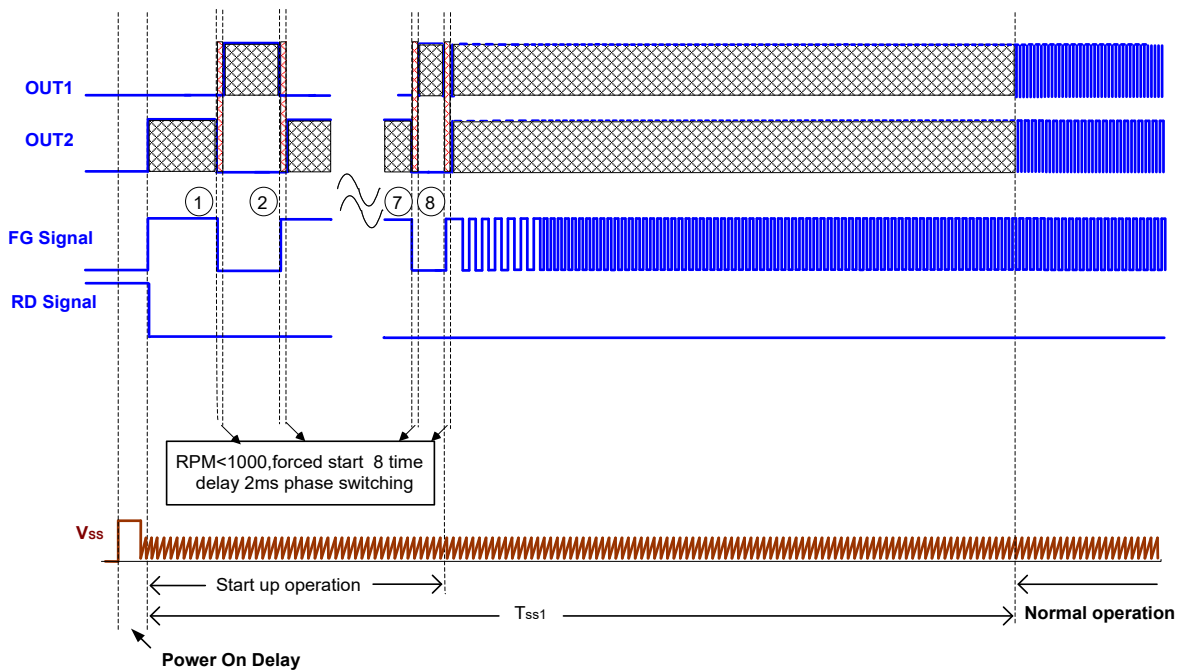 OUT1
OUT2
1 2 7 8
FG Signal
RD Signal
RPM<1000,forced start 8 time
delay 2ms phase switching
Vss
Start up operation
Tss1
Normal operation
Power On Delay